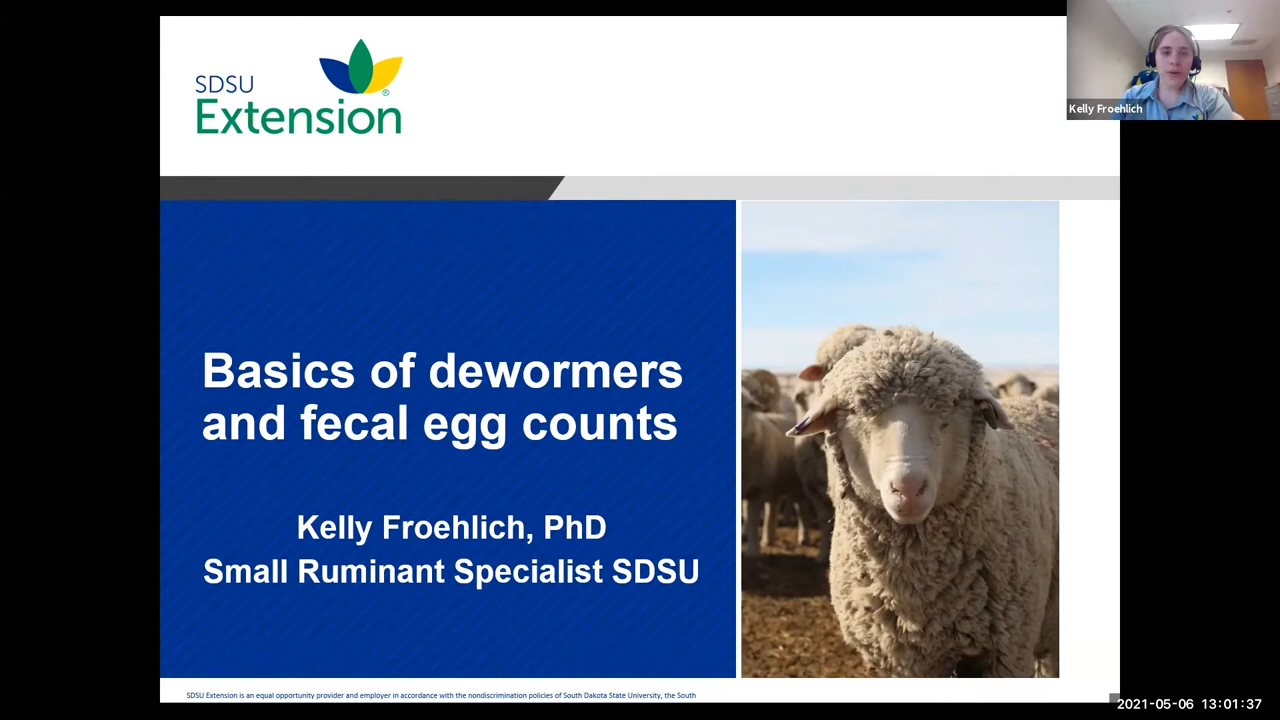 SDSU
Extension
®
Kelly Froehlich
Basics of dewormers
and fecal egg counts
Kelly Froehlich, PhD
Small Ruminant Specialist SDSU
SDSU Extension is an equal opportunity provider and employer in accordance with the nondiscrimination policies of South Dakota State University, the South
2021-05-06 13:01:37